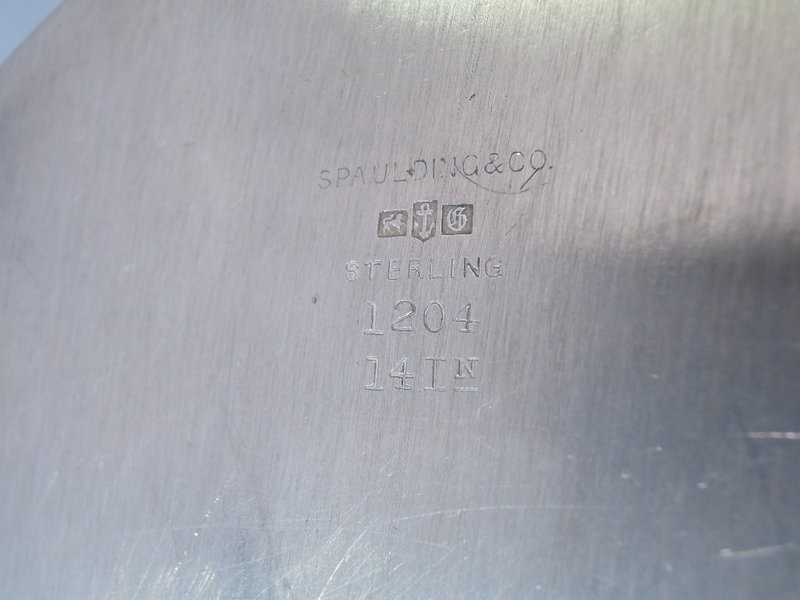 SPAULDING & CO.
G
STERLING
1204
14IN